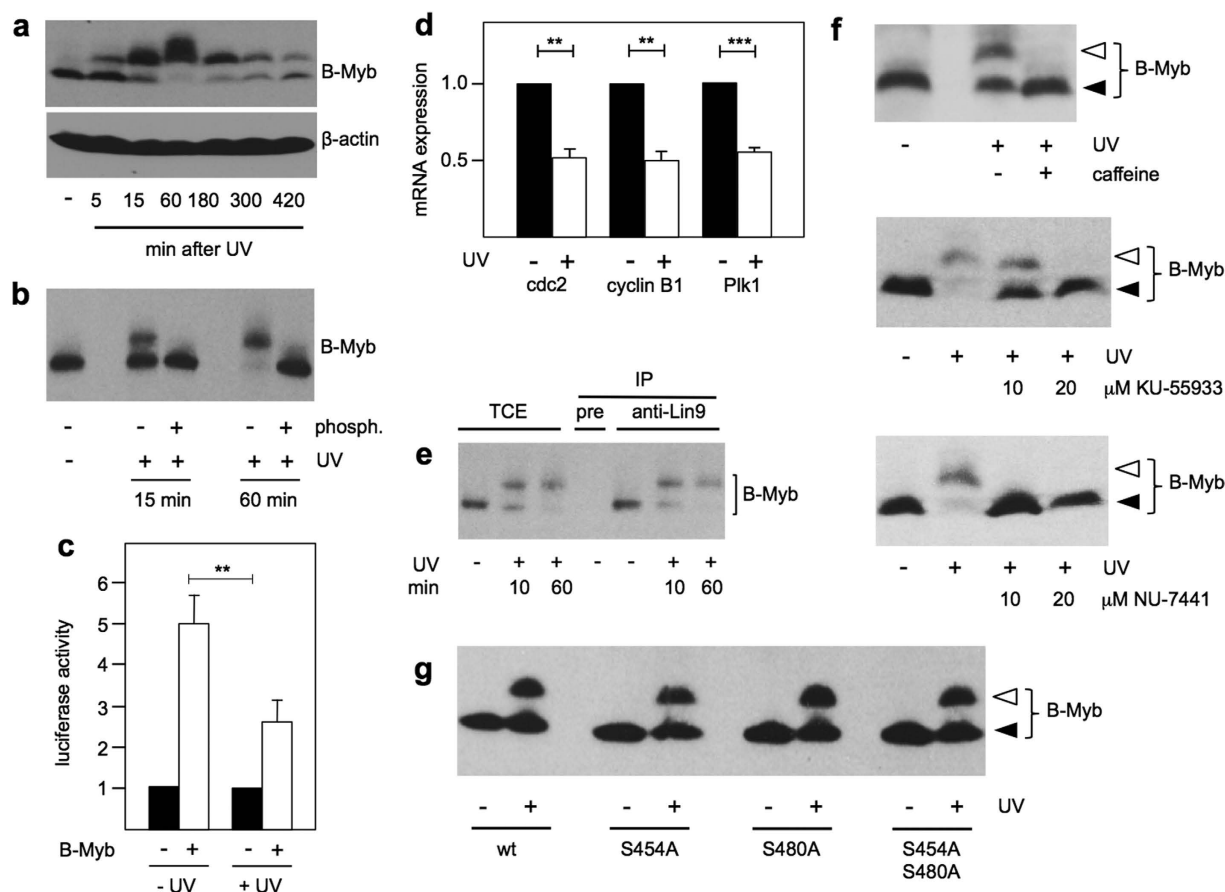 a
B-Myb
β-actin
- 5 15 60 180 300 420
min after UV
b
B-Myb
- - + - + phosph.
- + + + + UV
15 min 60 min
c
luciferase activity
6
5
4
3
2
1
**
B-Myb - + - +
- UV + UV
d
mRNA expression
1.0
0.5
** ** ***
UV - + - + - +
cdc2 cyclin B1 Plk1
e
IP
TCE pre anti-Lin9
B-Myb
UV - + + - - + +
min 10 60 10 60
f
B-Myb
- + + UV
- + caffeine
B-Myb
- + + + UV
10 20 μM KU-55933
B-Myb
- + + + UV
10 20 μM NU-7441
g
B-Myb
- + - + - + - + UV
wt S454A S480A S454A
S480A